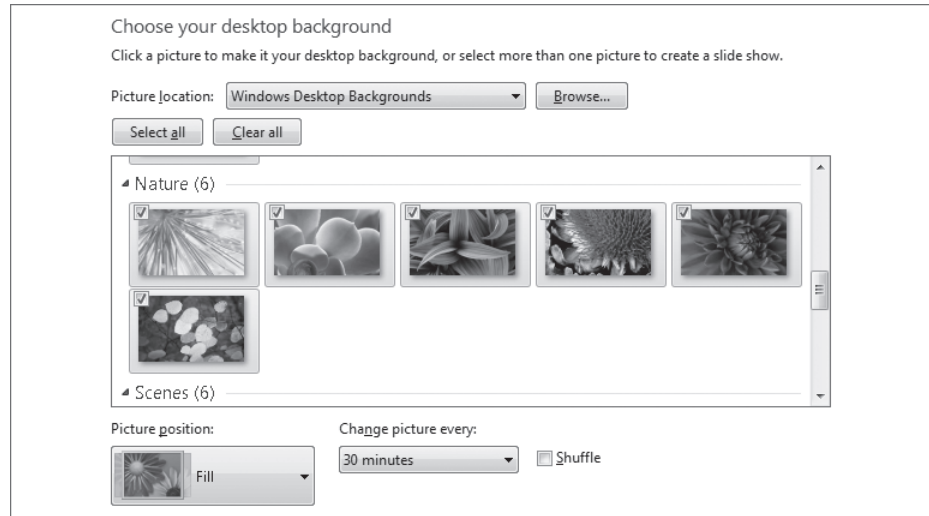 Choose your desktop background
Click a picture to make it your desktop background, or select more than one picture to create a slide show.
Picture location: Windows Desktop Backgrounds Browse...
Select all Clear all
Nature (6)
Scenes (6)
Picture position: Change picture every:
Fill 30 minutes Shuffle